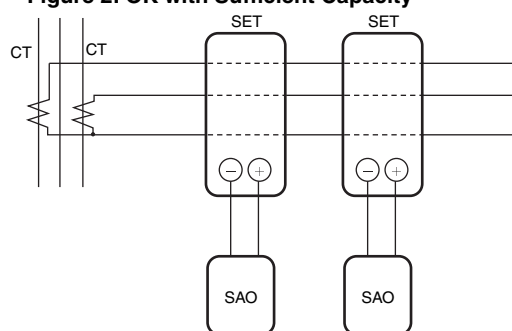 Figure 2. OK with Sufficient Capacity
SET SET
CT CT
− + − +
SAO SAO